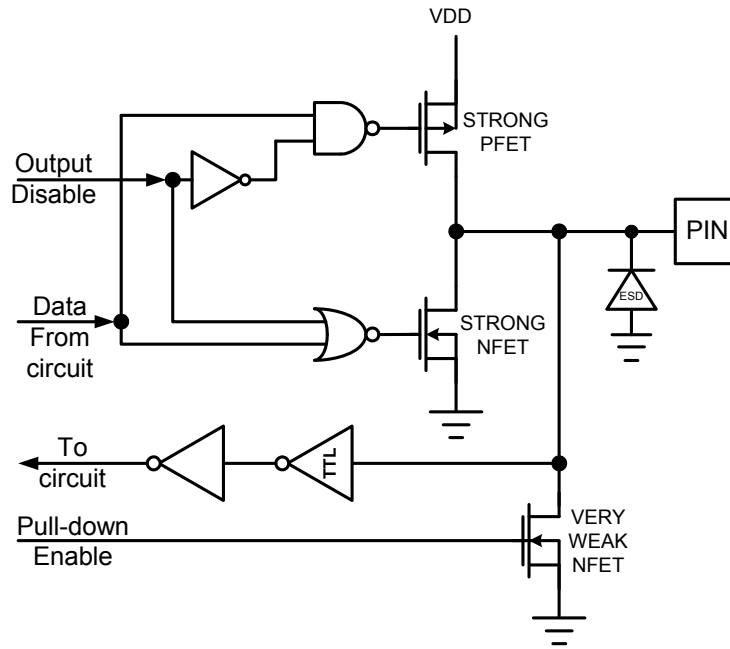 VDD
STRONG
PFET
Output
Disable
PIN
ESD
Data
From
circuit
STRONG
NFET
To
circuit
TTL
Pull-down
Enable
VERY
WEAK
NFET